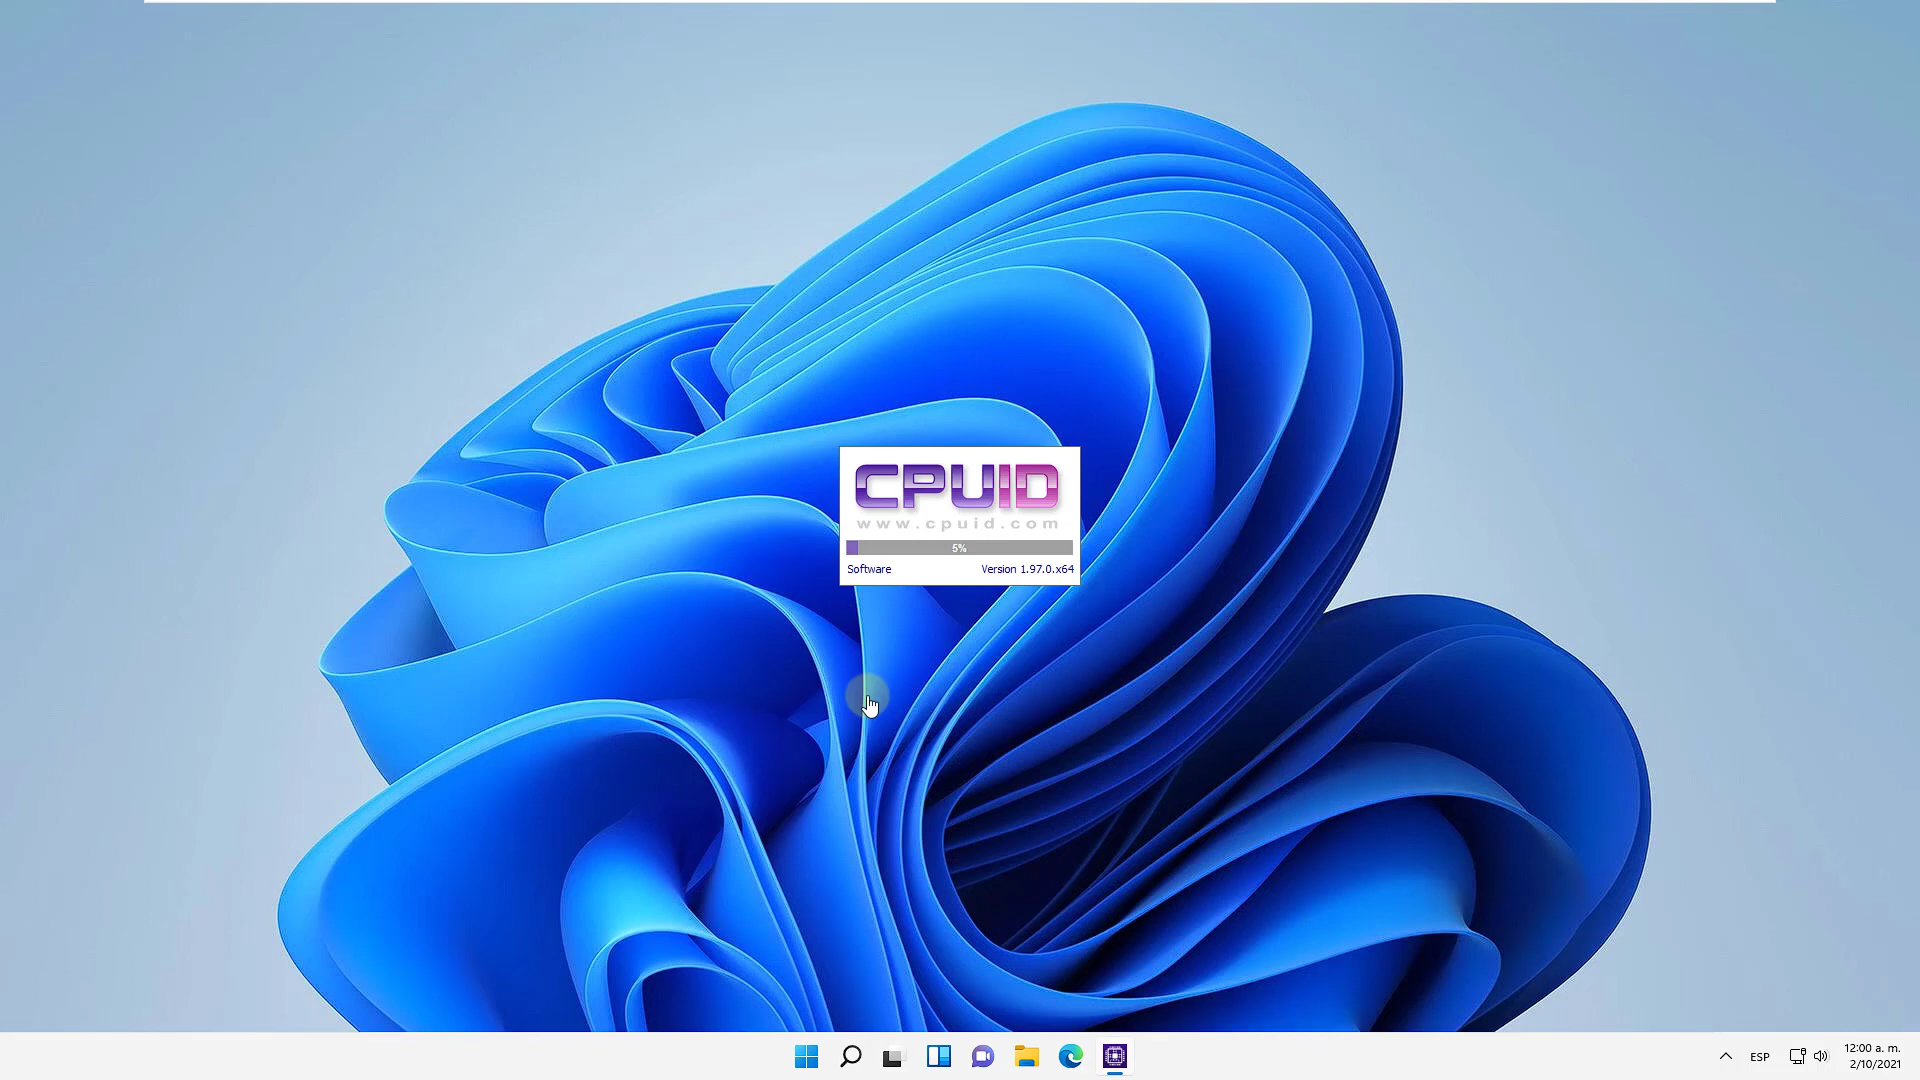 CPUID
www.cpuid.com
5%
Software Version 1.97.0.x64
ESP
12:00 a. m.
2/10/2021